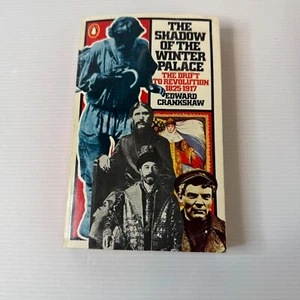 THE
SHADOW
OF THE
WINTER
PALACE
THE DRIFT
TO REVOLUTION
1825-1917
EDWARD
CRANKSHAW